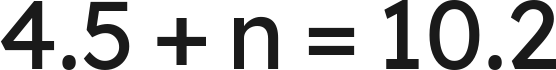 4.5 + n = 10.2